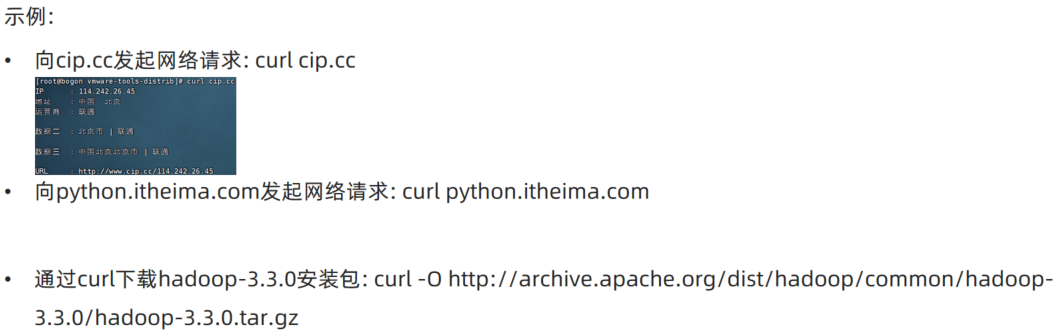 示例：
• 向cip.cc发起网络请求: curl cip.cc
[root@bogon vmware-tools-distrib]# curl cip.cc
IP : 114.242.26.45
地址 : 中国 北京
运营商 : 联通
数据二 : 北京市 | 联通
数据三 : 中国北京北京市 | 联通
URL : http://www.cip.cc/114.242.26.45
• 向python.itheima.com发起网络请求: curl python.itheima.com
• 通过curl下载hadoop-3.3.0安装包: curl -O http://archive.apache.org/dist/hadoop/common/hadoop-
3.3.0/hadoop-3.3.0.tar.gz